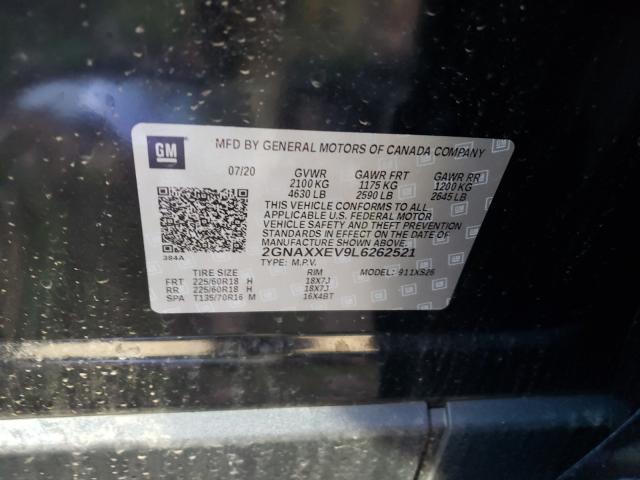 GM MFD BY GENERAL MOTORS OF CANADA COMPANY
07/20 GVWR GAWR FRT GAWR RR
2100 KG 1175 KG 1200 KG
4630 LB 2590 LB 2645 LB
THIS VEHICLE CONFORMS TO ALL
APPLICABLE U.S. FEDERAL MOTOR
VEHICLE SAFETY AND THEFT
STANDARDS IN EFFECT ON THE DATE
OF MANUFACTURE SHOWN ABOVE.
384A 2GNAXXEV9L6262521
TYPE: M.P.V. MODEL: 911XS26
TIRE SIZE RIM
FRT 225/60R18 H 18X7J
RR 225/60R18 H 18X7J
SPA T135/70R16 M 16X4BT